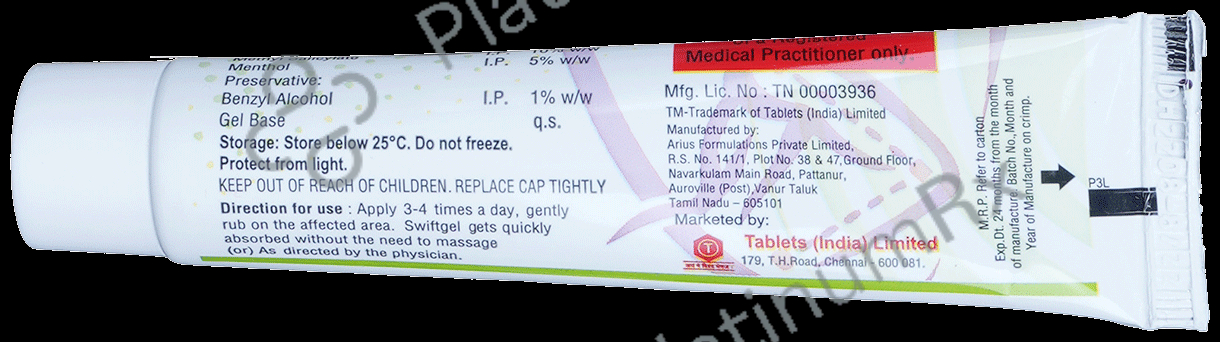 Methyl Salicylate I.P. 10% w/w
Menthol I.P. 5% w/w
Preservative:
Benzyl Alcohol I.P. 1% w/w
Gel Base q.s.
Storage: Store below 25°C. Do not freeze.
Protect from light.
KEEP OUT OF REACH OF CHILDREN. REPLACE CAP TIGHTLY
Direction for use : Apply 3-4 times a day, gently
rub on the affected area. Swiftgel gets quickly
absorbed without the need to massage
(or) As directed by the physician.
of a Registered
Medical Practitioner only.
Mfg. Lic. No : TN 00003936
TM-Trademark of Tablets (India) Limited
Manufactured by:
Arius Formulations Private Limited,
R.S. No. 141/1, Plot No. 38 & 47,Ground Floor,
Navarkulam Main Road, Pattanur,
Auroville (Post),Vanur Taluk
Tamil Nadu – 605101
Marketed by:
T
Tablets (India) Limited
179, T.H.Road, Chennai - 600 081.
M.R.P. Refer to carton
Exp.Dt. 24 months from the month
of manufacture. Batch No.,Month and
Year of Manufacture on crimp.
P3L
PlatinumRx